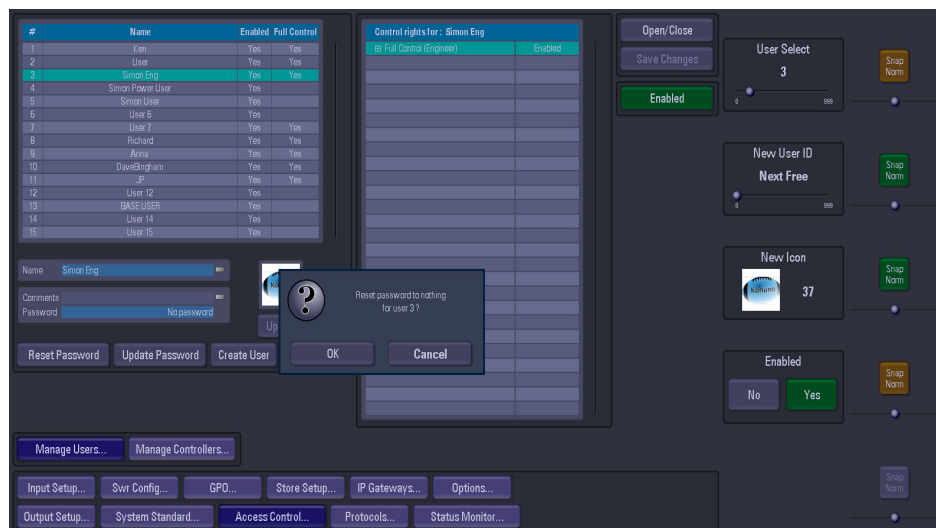 # Name Enabled Full Control
1 Ken Yes Yes
2 User Yes Yes
3 Simon Eng Yes Yes
4 Simon Power User Yes
5 Simon User Yes
6 User 6 Yes
7 User 7 Yes Yes
8 Richard Yes Yes
9 Anna Yes Yes
10 DaveBingham Yes Yes
11 JP Yes Yes
12 User 12 Yes
13 BASE USER Yes
14 User 14 Yes
15 User 15 Yes
Name Simon Eng
Comments
Password No password
Up
Reset Password Update Password Create User
Control rights for : Simon Eng
Full Control (Engineer) Enabled
Reset password to nothing
for user 3 ?
OK Cancel
Open/Close
Save Changes
Enabled
User Select
3
0 999
Snap
Norm
New User ID
Next Free
0 999
Snap
Norm
New Icon
Kahuna 37
Snap
Norm
Enabled
No Yes
Snap
Norm
Snap
Norm
Manage Users... Manage Controllers...
Input Setup... Swr Config... GPO... Store Setup... IP Gateways... Options...
Output Setup... System Standard... Access Control... Protocols... Status Monitor...